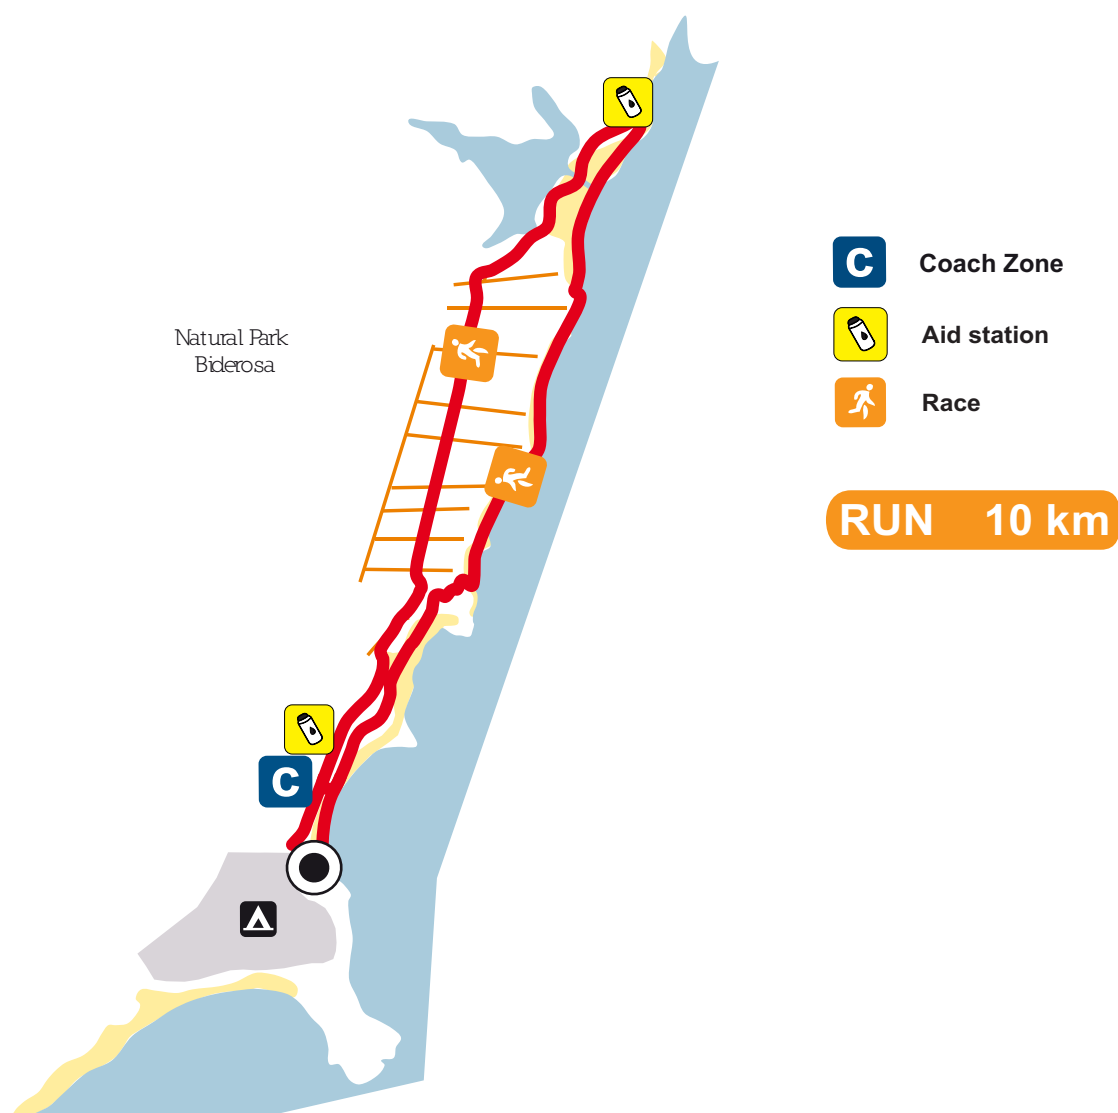 Natural Park
Biderosa
C
Coach Zone
Aid station
Race
RUN 10 km
C